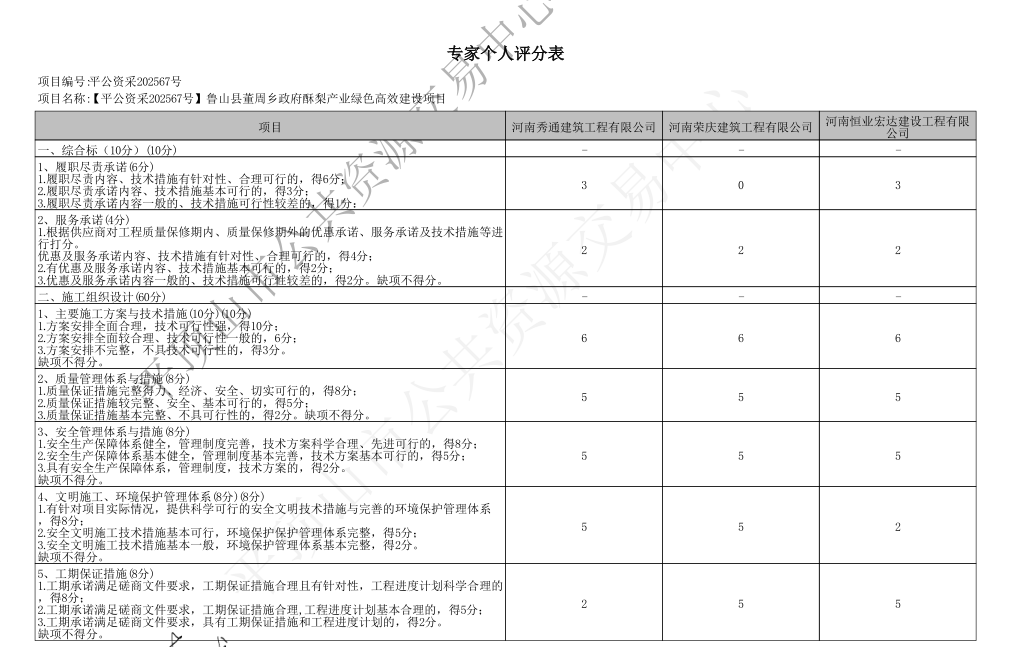 专家个人评分表
项目编号:平公资采202567号
项目名称:【平公资采202567号】鲁山县董周乡政府酥梨产业绿色高效建设项目
项目 河南秀通建筑工程有限公司 河南荣庆建筑工程有限公司 河南恒业宏达建设工程有限
公司
一、综合标（10分）(10分) - - -
1、履职尽责承诺(6分)
1.履职尽责内容、技术措施有针对性、合理可行的，得6分；
2.履职尽责承诺内容、技术措施基本可行的，得3分；
3.履职尽责承诺内容一般的、技术措施可行性较差的，得1分；
3 0 3
2、服务承诺(4分)
1.根据供应商对工程质量保修期内、质量保修期外的优惠承诺、服务承诺及技术措施等进
行打分。
优惠及服务承诺内容、技术措施有针对性、合理可行的，得4分；
2.有优惠及服务承诺内容、技术措施基本可行的，得2分；
3.优惠及服务承诺内容一般的、技术措施可行性较差的，得2分。缺项不得分。
2 2 2
二、施工组织设计(60分) - - -
1、主要施工方案与技术措施(10分)(10分)
1.方案安排全面合理，技术可行性强，得10分；
2.方案安排全面较合理、技术可行性一般的，6分；
3.方案安排不完整，不具技术可行性的，得3分。
缺项不得分。
6 6 6
2、质量管理体系与措施(8分)
1.质量保证措施完整得力、经济、安全、切实可行的，得8分；
2.质量保证措施较完整、安全、基本可行的，得5分；
3.质量保证措施基本完整、不具可行性的，得2分。缺项不得分。
5 5 5
3、安全管理体系与措施(8分)
1.安全生产保障体系健全，管理制度完善，技术方案科学合理、先进可行的，得8分；
2.安全生产保障体系基本健全，管理制度基本完善，技术方案基本可行的，得5分；
3.具有安全生产保障体系，管理制度，技术方案的，得2分。
缺项不得分。
5 5 5
4、文明施工、环境保护管理体系(8分)(8分)
1.有针对项目实际情况，提供科学可行的安全文明技术措施与完善的环境保护管理体系
，得8分；
2.安全文明施工技术措施基本可行，环境保护保护管理体系完整，得5分；
3.安全文明施工技术措施基本一般，环境保护管理体系基本完整，得2分。
缺项不得分。
5 5 2
5、工期保证措施(8分)
1.工期承诺满足磋商文件要求，工期保证措施合理且有针对性，工程进度计划科学合理的
，得8分；
2.工期承诺满足磋商文件要求，工期保证措施合理,工程进度计划基本合理的，得5分；
3.工期承诺满足磋商文件要求，具有工期保证措施和工程进度计划的，得2分。
缺项不得分。
2 5 5
平顶山市公共资源交易中心
平顶山市公共资源交易中心